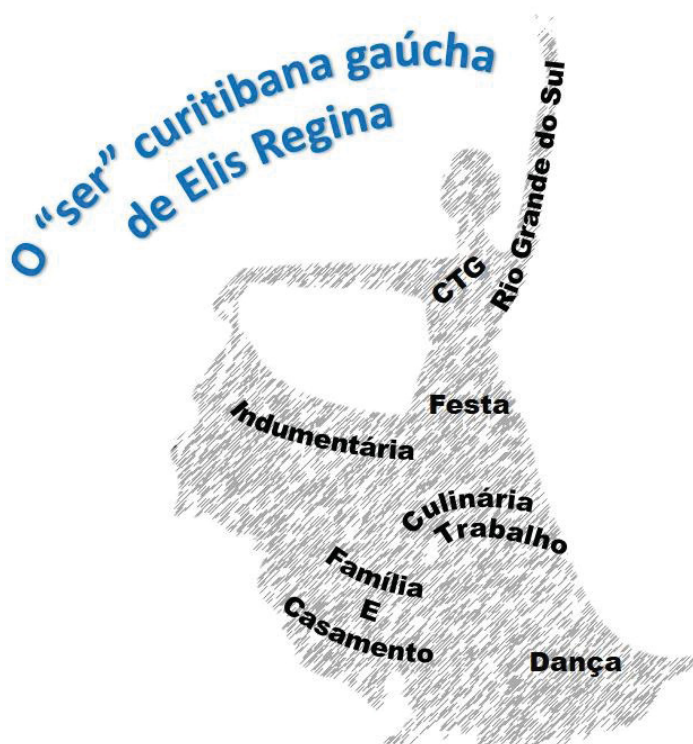 O “ser” curitibana gaúcha
de Elis Regina
Rio Grande do Sul
CTG
Festa
Indumentária
Culinária
Trabalho
Família
E
Casamento
Dança